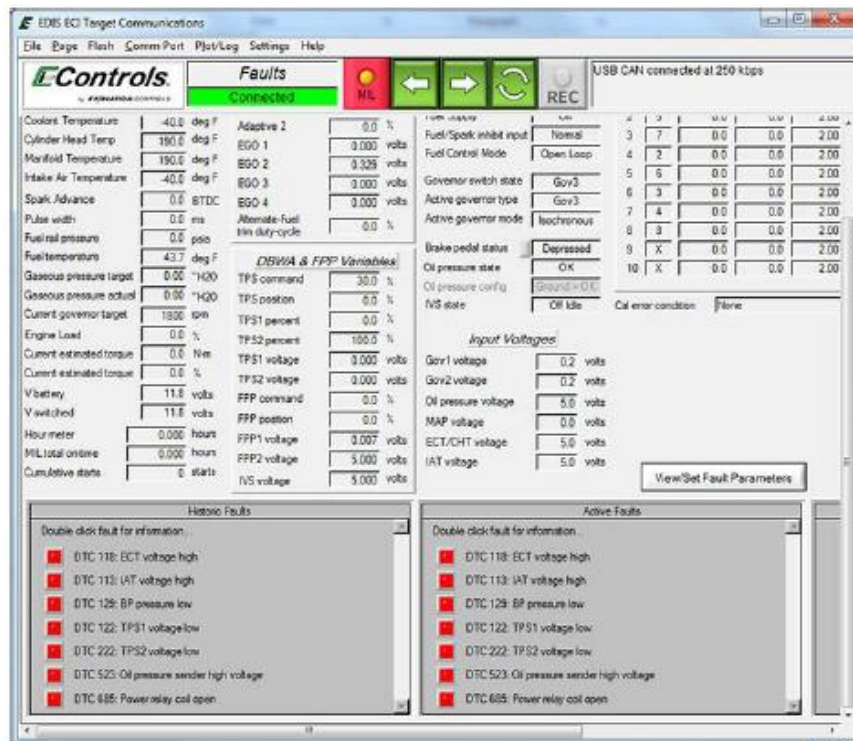 EDIS ECI Target Communications
File Page Flash Comm Port Plot/Log Settings Help
EControls.
Faults
Connected
MIL
REC
USB CAN connected at 250 kbps
Coolant Temperature -40.0 deg F
Cylinder Head Temp 190.0 deg F
Manifold Temperature 190.0 deg F
Intake Air Temperature -40.0 deg F
Spark Advance 0.0 BTDC
Pulse width 0.0 ms
Fuel rail pressure 0.0 psia
Fuel temperature 43.7 deg F
Gaseous pressure target 0.00 "H2O
Gaseous pressure actual 0.00 "H2O
Current governor target 1800 rpm
Engine Load 0.0 %
Current estimated torque 0.0 N-m
Current estimated torque 0.0 %
V battery 11.8 volts
V switched 11.8 volts
Hour meter 0.000 hours
MIL total on time 0.000 hours
Cumulative starts 0 starts
Adaptive 2 0.0 %
EGO 1 0.000 volts
EGO 2 0.329 volts
EGO 3 0.000 volts
EGO 4 0.000 volts
Alternate-Fuel
trim duty-cycle 0.0 %
DBWA & FPP Variables
TPS command 30.0 %
TPS position 0.0 %
TPS1 percent 0.0 %
TPS2 percent 100.0 %
TPS1 voltage 0.000 volts
TPS2 voltage 0.000 volts
FPP command 0.0 %
FPP position 0.0 %
FPP1 voltage 0.007 volts
FPP2 voltage 5.000 volts
IVS voltage 5.000 volts
Fuel Supply On
Fuel/Spark inhibit input Normal
Fuel Control Mode Open Loop
Governor switch state Gov3
Active governor type Gov3
Active governor mode Isochronous
Brake pedal status Depressed
Oil pressure state OK
Oil pressure config Ground = OK
IVS state Off Idle
Input Voltages
Gov1 voltage 0.2 volts
Gov2 voltage 0.2 volts
Oil pressure voltage 5.0 volts
MAP voltage 0.0 volts
ECT/CHT voltage 5.0 volts
IAT voltage 5.0 volts
3 7 0.0 0.0 2.00
4 2 0.0 0.0 2.00
5 6 0.0 0.0 2.00
6 3 0.0 0.0 2.00
7 4 0.0 0.0 2.00
8 8 0.0 0.0 2.00
9 X 0.0 0.0 2.00
10 X 0.0 0.0 2.00
Cal error condition None
View/Set Fault Parameters
Historic Faults
Double click fault for information...
DTC 118: ECT voltage high
DTC 113: IAT voltage high
DTC 129: BP pressure low
DTC 122: TPS1 voltage low
DTC 222: TPS2 voltage low
DTC 523: Oil pressure sender high voltage
DTC 685: Power relay coil open
Active Faults
Double click fault for information...
DTC 118: ECT voltage high
DTC 113: IAT voltage high
DTC 129: BP pressure low
DTC 122: TPS1 voltage low
DTC 222: TPS2 voltage low
DTC 523: Oil pressure sender high voltage
DTC 685: Power relay coil open